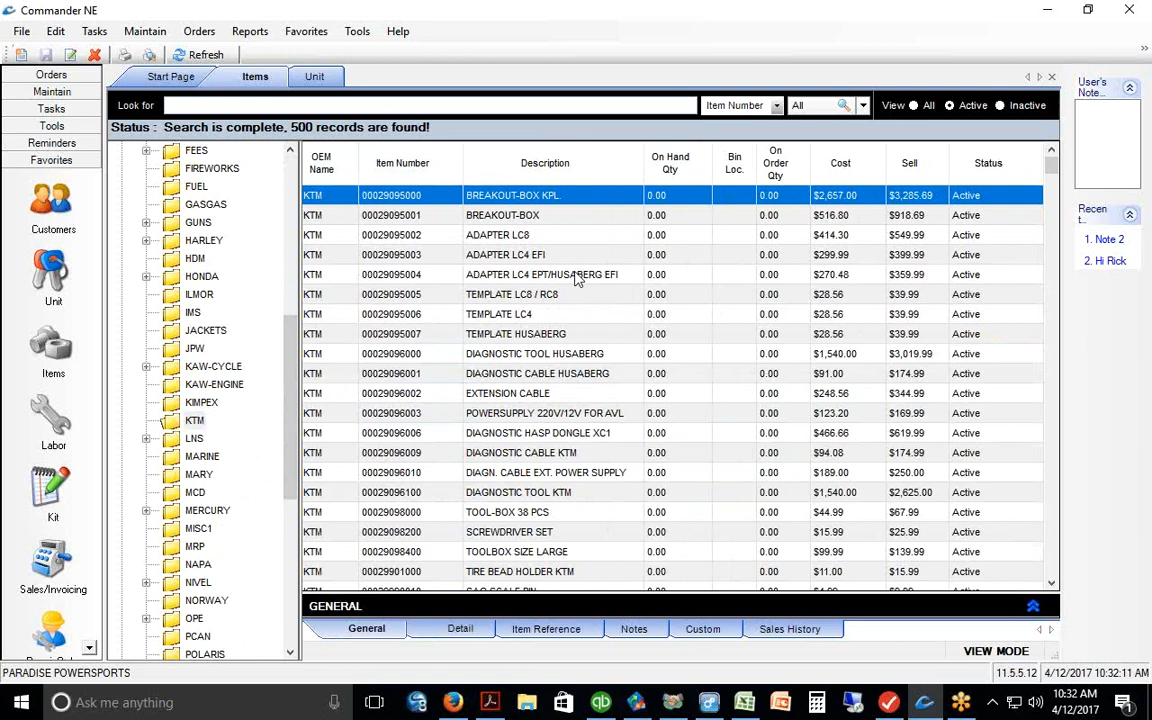 Commander NE
File Edit Tasks Maintain Orders Reports Favorites Tools Help
Refresh
Orders
Maintain
Tasks
Tools
Reminders
Favorites
Customers
Unit
Items
Labor
Kit
Sales/Invoicing
Start Page Items Unit
Look for Item Number All View All Active Inactive
Status : Search is complete, 500 records are found!
FEES
FIREWORKS
FUEL
GASGAS
GUNS
HARLEY
HDM
HONDA
ILMOR
IMS
JACKETS
JPW
KAW-CYCLE
KAW-ENGINE
KIMPEX
KTM
LNS
MARINE
MARY
MCD
MERCURY
MISC1
MRP
NAPA
NIVEL
NORWAY
OPE
PCAN
POLARIS
OEM Name Item Number Description On Hand Qty Bin Loc. On Order Qty Cost Sell Status
KTM 00029095000 BREAKOUT-BOX KPL. 0.00 0.00 $2,657.00 $3,285.69 Active
KTM 00029095001 BREAKOUT-BOX 0.00 0.00 $516.80 $918.69 Active
KTM 00029095002 ADAPTER LC8 0.00 0.00 $414.30 $549.99 Active
KTM 00029095003 ADAPTER LC4 EFI 0.00 0.00 $299.99 $399.99 Active
KTM 00029095004 ADAPTER LC4 EPT/HUSABERG EFI 0.00 0.00 $270.48 $359.99 Active
KTM 00029095005 TEMPLATE LC8 / RC8 0.00 0.00 $28.56 $39.99 Active
KTM 00029095006 TEMPLATE LC4 0.00 0.00 $28.56 $39.99 Active
KTM 00029095007 TEMPLATE HUSABERG 0.00 0.00 $28.56 $39.99 Active
KTM 00029096000 DIAGNOSTIC TOOL HUSABERG 0.00 0.00 $1,540.00 $3,019.99 Active
KTM 00029096001 DIAGNOSTIC CABLE HUSABERG 0.00 0.00 $91.00 $174.99 Active
KTM 00029096002 EXTENSION CABLE 0.00 0.00 $248.56 $344.99 Active
KTM 00029096003 POWERSUPPLY 220V/12V FOR AVL 0.00 0.00 $123.20 $169.99 Active
KTM 00029096006 DIAGNOSTIC HASP DONGLE XC1 0.00 0.00 $466.66 $619.99 Active
KTM 00029096009 DIAGNOSTIC CABLE KTM 0.00 0.00 $94.08 $174.99 Active
KTM 00029096010 DIAGN. CABLE EXT. POWER SUPPLY 0.00 0.00 $189.00 $250.00 Active
KTM 00029096100 DIAGNOSTIC TOOL KTM 0.00 0.00 $1,540.00 $2,625.00 Active
KTM 00029098000 TOOL-BOX 38 PCS 0.00 0.00 $44.99 $67.99 Active
KTM 00029098200 SCREWDRIVER SET 0.00 0.00 $15.99 $25.99 Active
KTM 00029098400 TOOLBOX SIZE LARGE 0.00 0.00 $99.99 $139.99 Active
KTM 00029901000 TIRE BEAD HOLDER KTM 0.00 0.00 $11.00 $15.99 Active
GENERAL
General Detail Item Reference Notes Custom Sales History
VIEW MODE
User's Note...
Recent...
1. Note 2
2. Hi Rick
PARADISE POWERSPORTS 11.5.5.12 4/12/2017 10:32:11 AM
Ask me anything
10:32 AM
4/12/2017
1